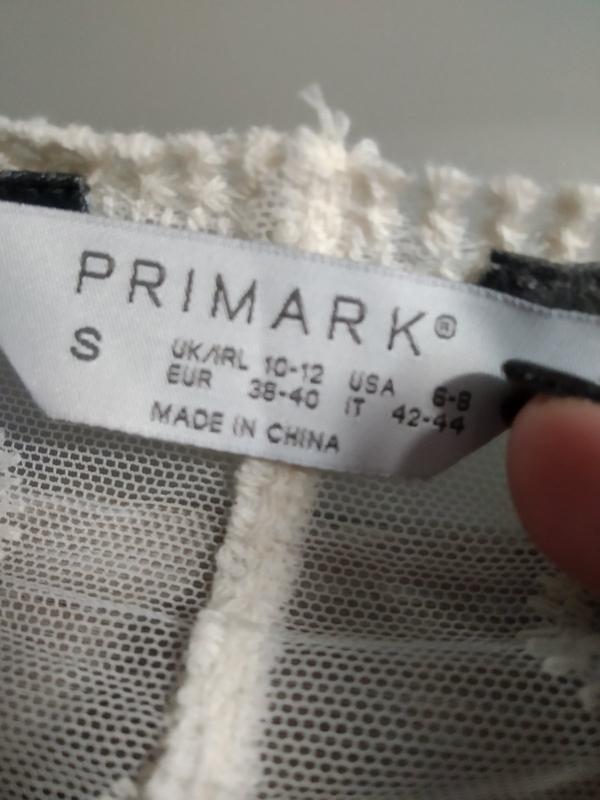 PRIMARK®
S
UK/IRL 10-12 USA 6-8
EUR 38-40 IT 42-44
MADE IN CHINA